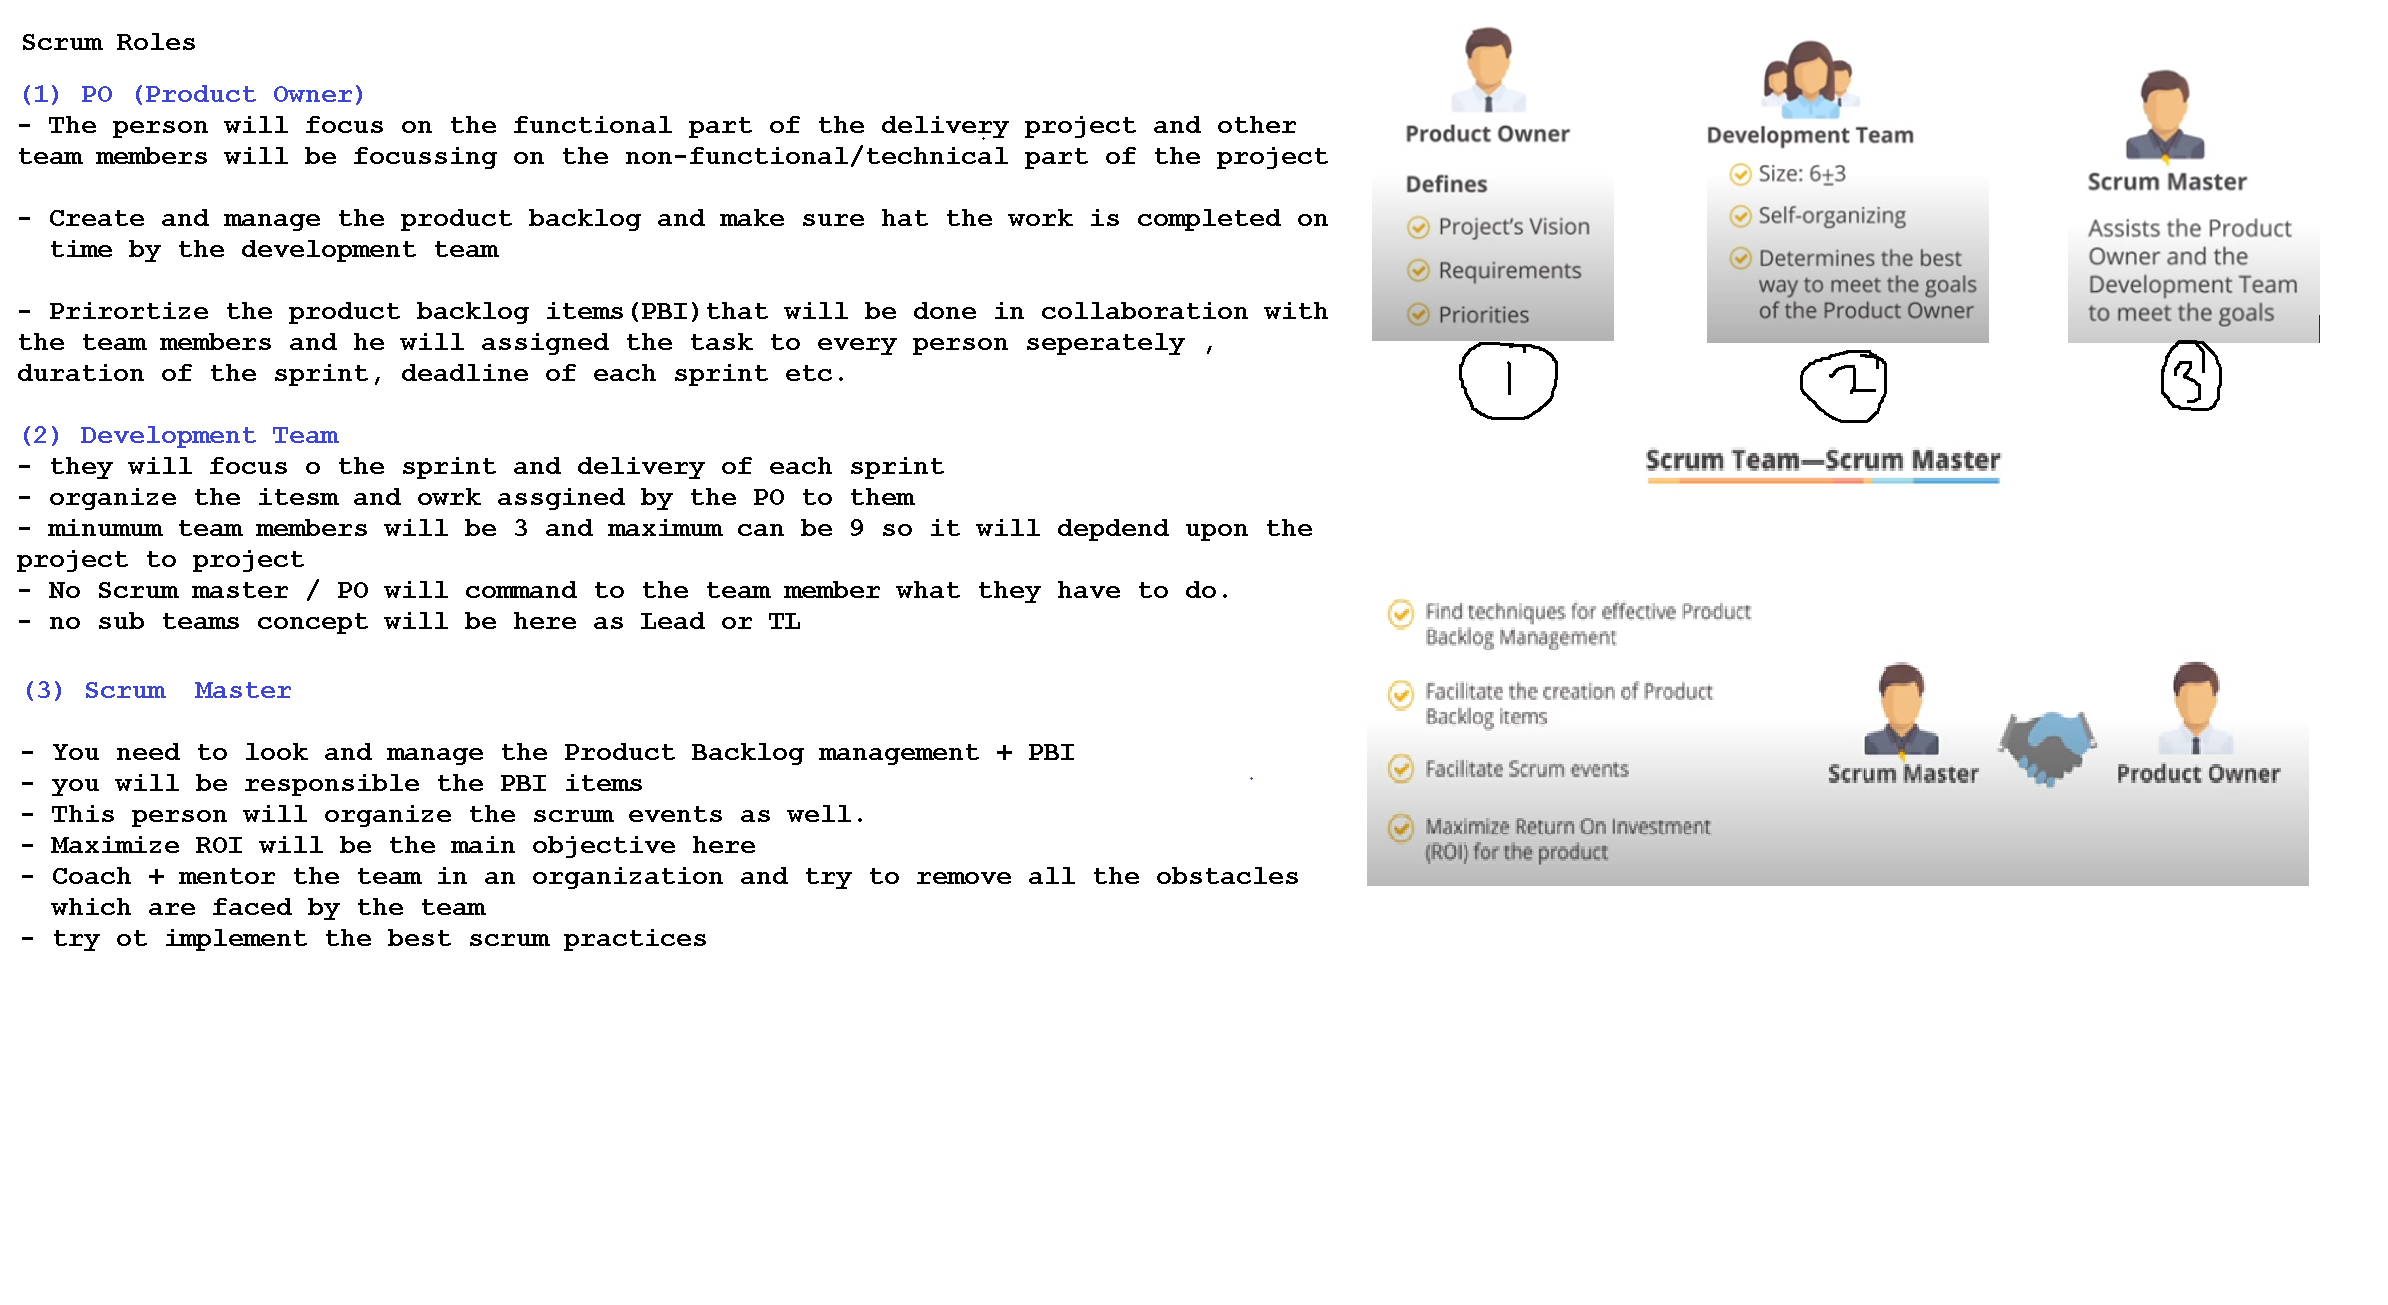 Scrum Roles
(1) PO (Product Owner)
- The person will focus on the functional part of the delivery project and other
team members will be focussing on the non-functional/technical part of the project
- Create and manage the product backlog and make sure hat the work is completed on
time by the development team
- Prirortize the product backlog items(PBI)that will be done in collaboration with
the team members and he will assigned the task to every person seperately ,
duration of the sprint, deadline of each sprint etc.
(2) Development Team
- they will focus o the sprint and delivery of each sprint
- organize the itesm and owrk assgined by the PO to them
- minumum team members will be 3 and maximum can be 9 so it will depdend upon the
project to project
- No Scrum master / PO will command to the team member what they have to do.
- no sub teams concept will be here as Lead or TL
(3) Scrum Master
- You need to look and manage the Product Backlog management + PBI
- you will be responsible the PBI items
- This person will organize the scrum events as well.
- Maximize ROI will be the main objective here
- Coach + mentor the team in an organization and try to remove all the obstacles
which are faced by the team
- try ot implement the best scrum practices
Product Owner
Defines
Project's Vision
Requirements
Priorities
1
Development Team
Size: 6±3
Self-organizing
Determines the best
way to meet the goals
of the Product Owner
2
Scrum Master
Assists the Product
Owner and the
Development Team
to meet the goals
3
Scrum Team—Scrum Master
Find techniques for effective Product
Backlog Management
Facilitate the creation of Product
Backlog items
Facilitate Scrum events
Maximize Return On Investment
(ROI) for the product
Scrum Master
Product Owner